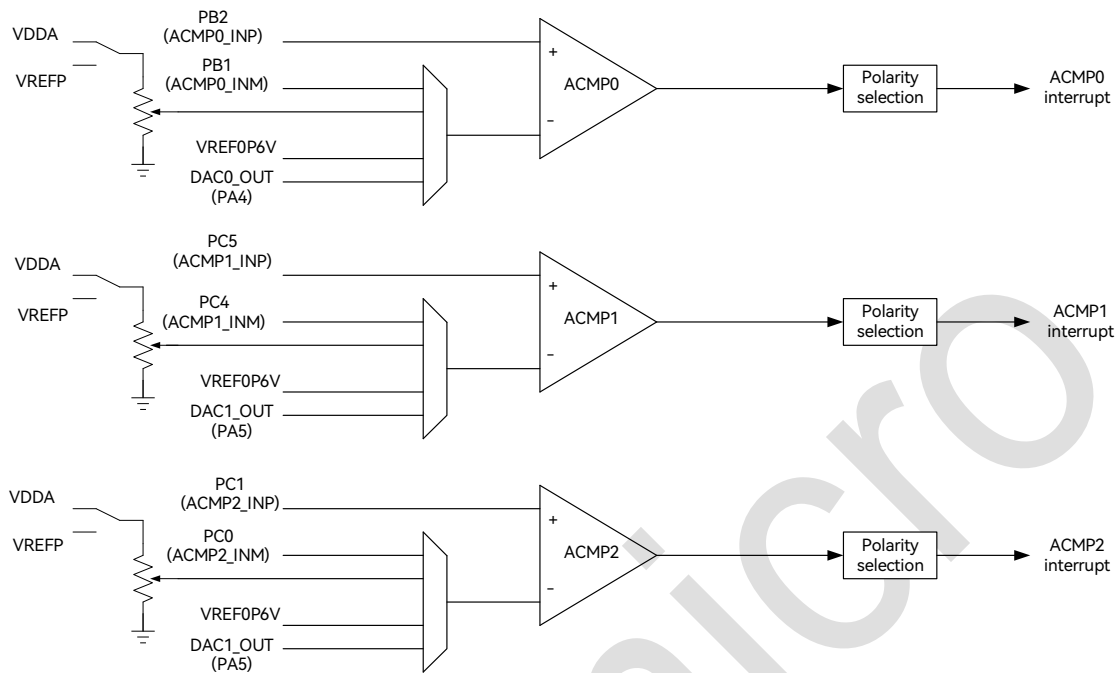 PB2
(ACMP0_INP)
VDDA
PB1
(ACMP0_INM)
VREFP
VREF0P6V
DAC0_OUT
(PA4)
+
ACMP0
−
Polarity
selection
ACMP0
interrupt
PC5
(ACMP1_INP)
VDDA
PC4
(ACMP1_INM)
VREFP
VREF0P6V
DAC1_OUT
(PA5)
+
ACMP1
−
Polarity
selection
ACMP1
interrupt
PC1
(ACMP2_INP)
VDDA
PC0
(ACMP2_INM)
VREFP
VREF0P6V
DAC1_OUT
(PA5)
+
ACMP2
−
Polarity
selection
ACMP2
interrupt
micro